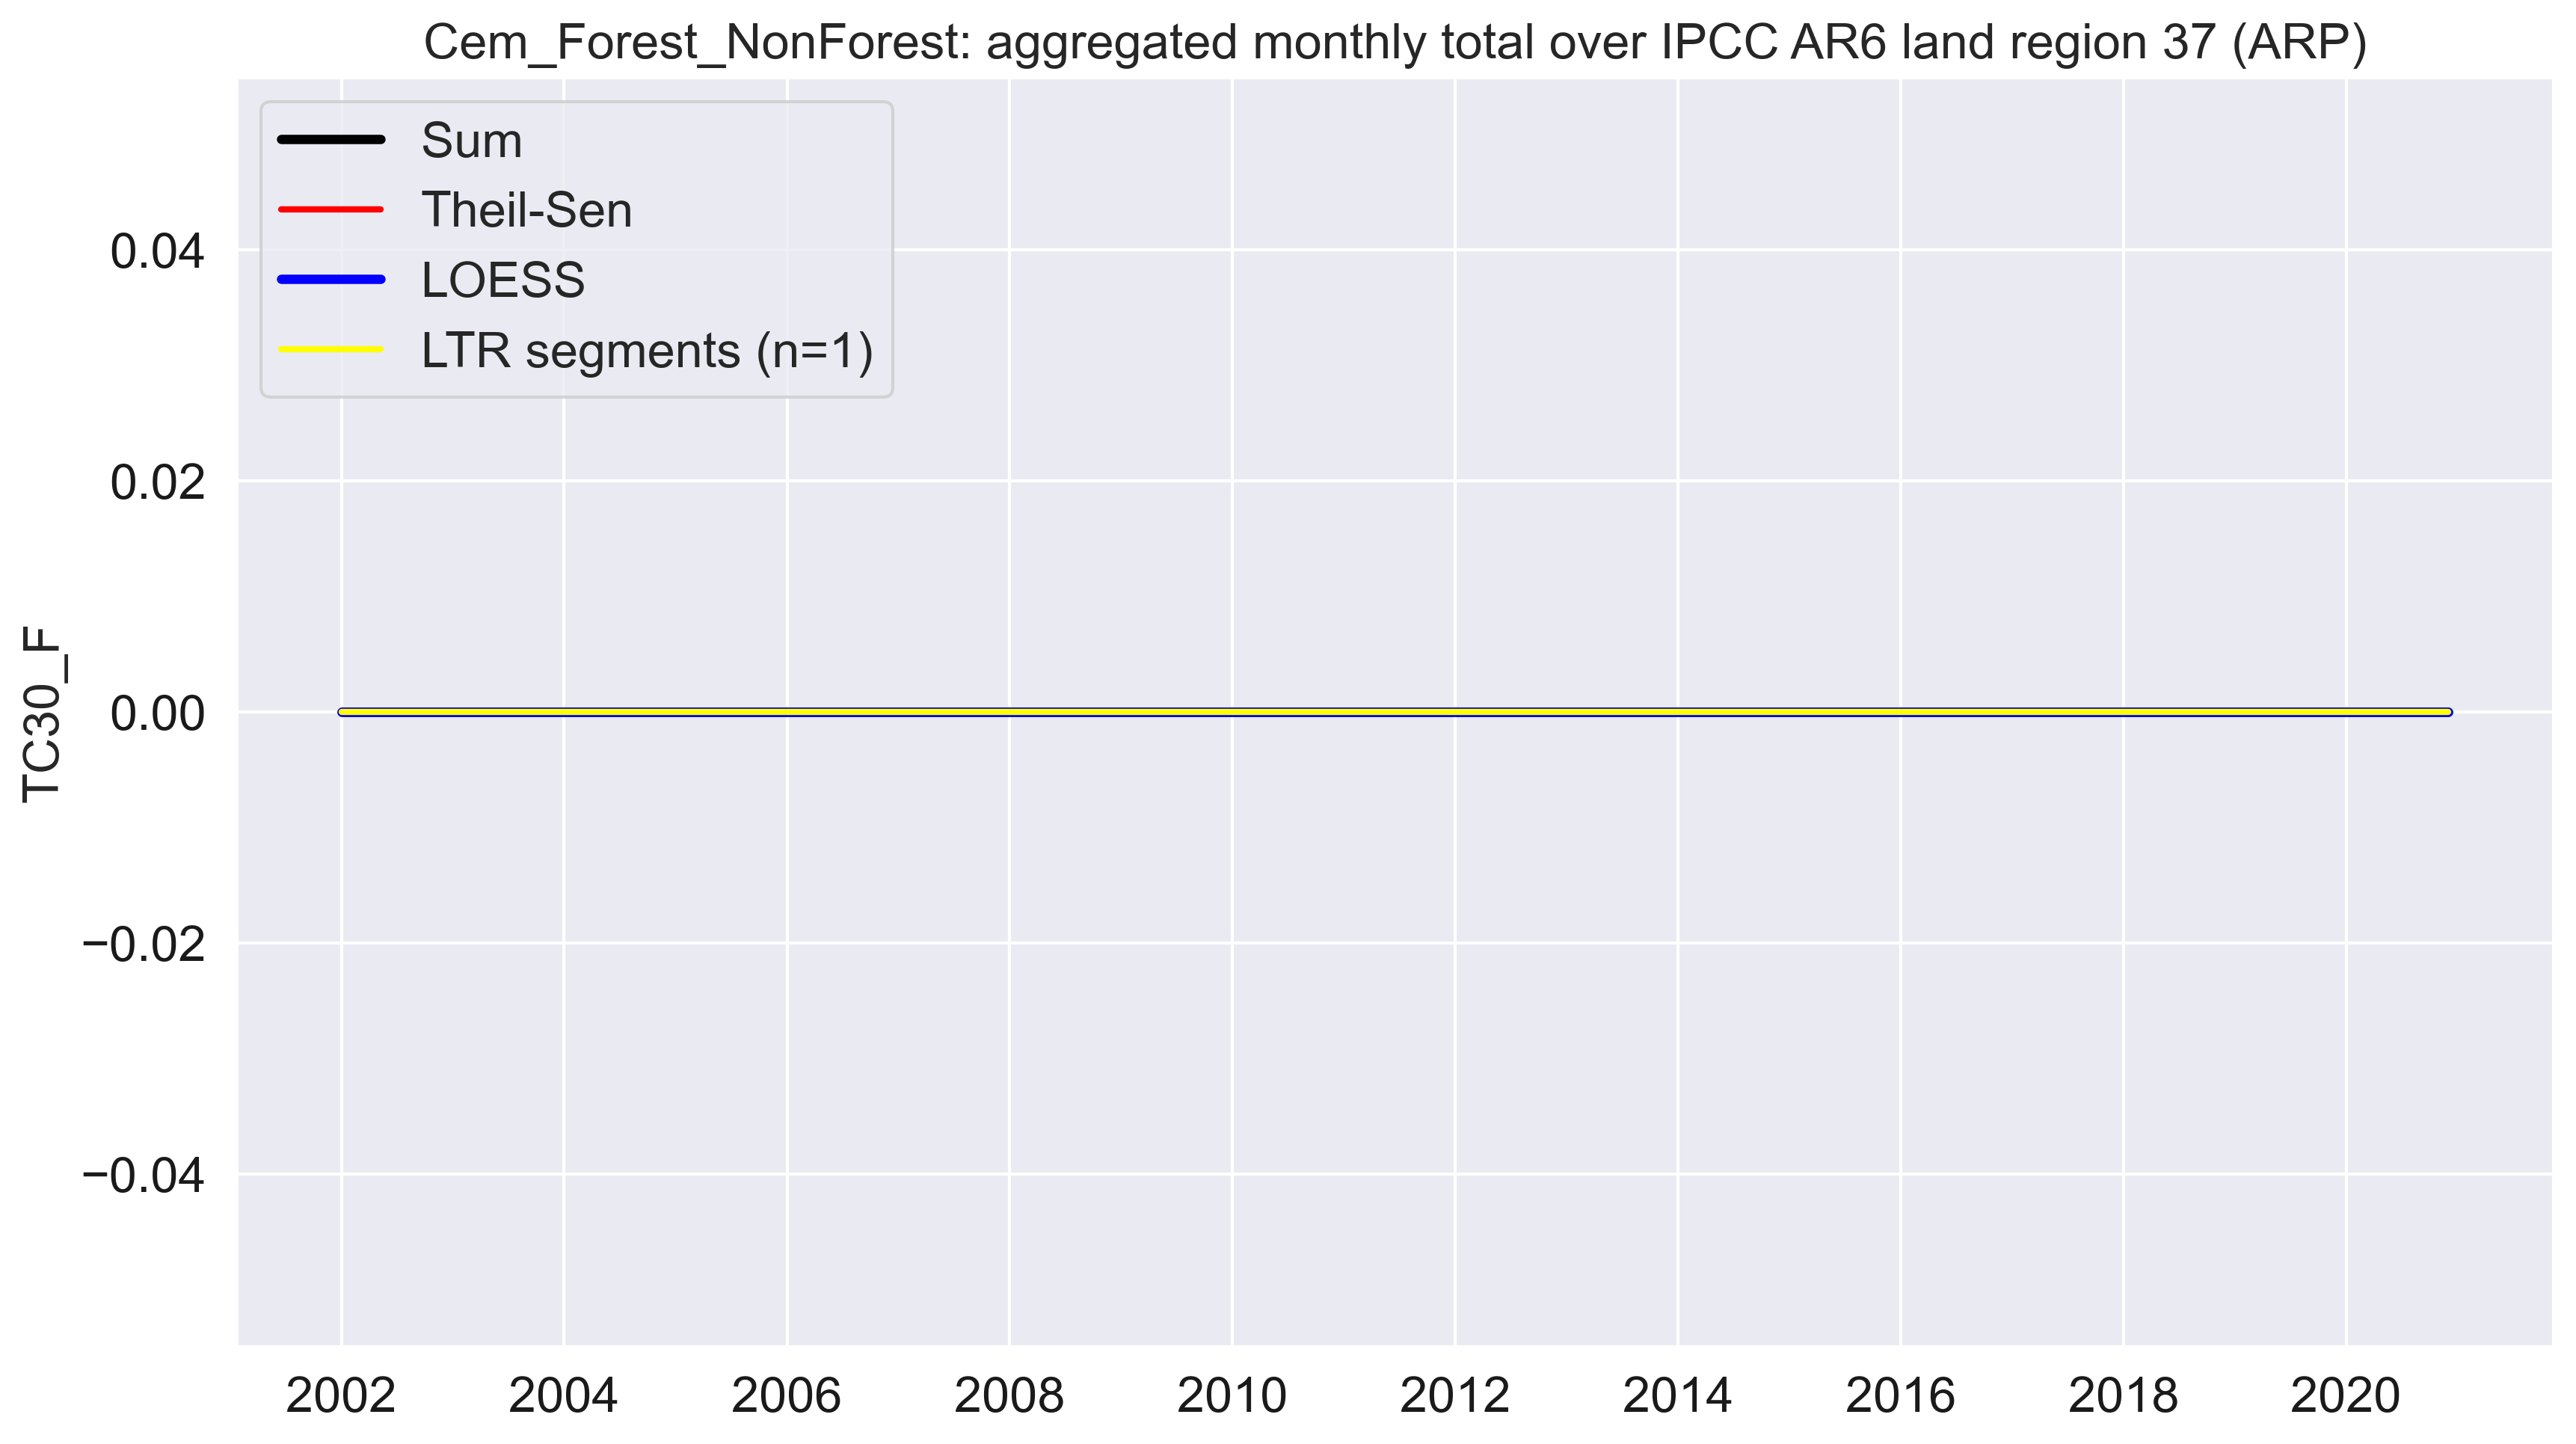 Cem_Forest_NonForest: aggregated monthly total over IPCC AR6 land region 37 (ARP)
Sum
Theil-Sen
LOESS
LTR segments (n=1)
TC30_F
0.04
0.02
0.00
−0.02
−0.04
2002 2004 2006 2008 2010 2012 2014 2016 2018 2020